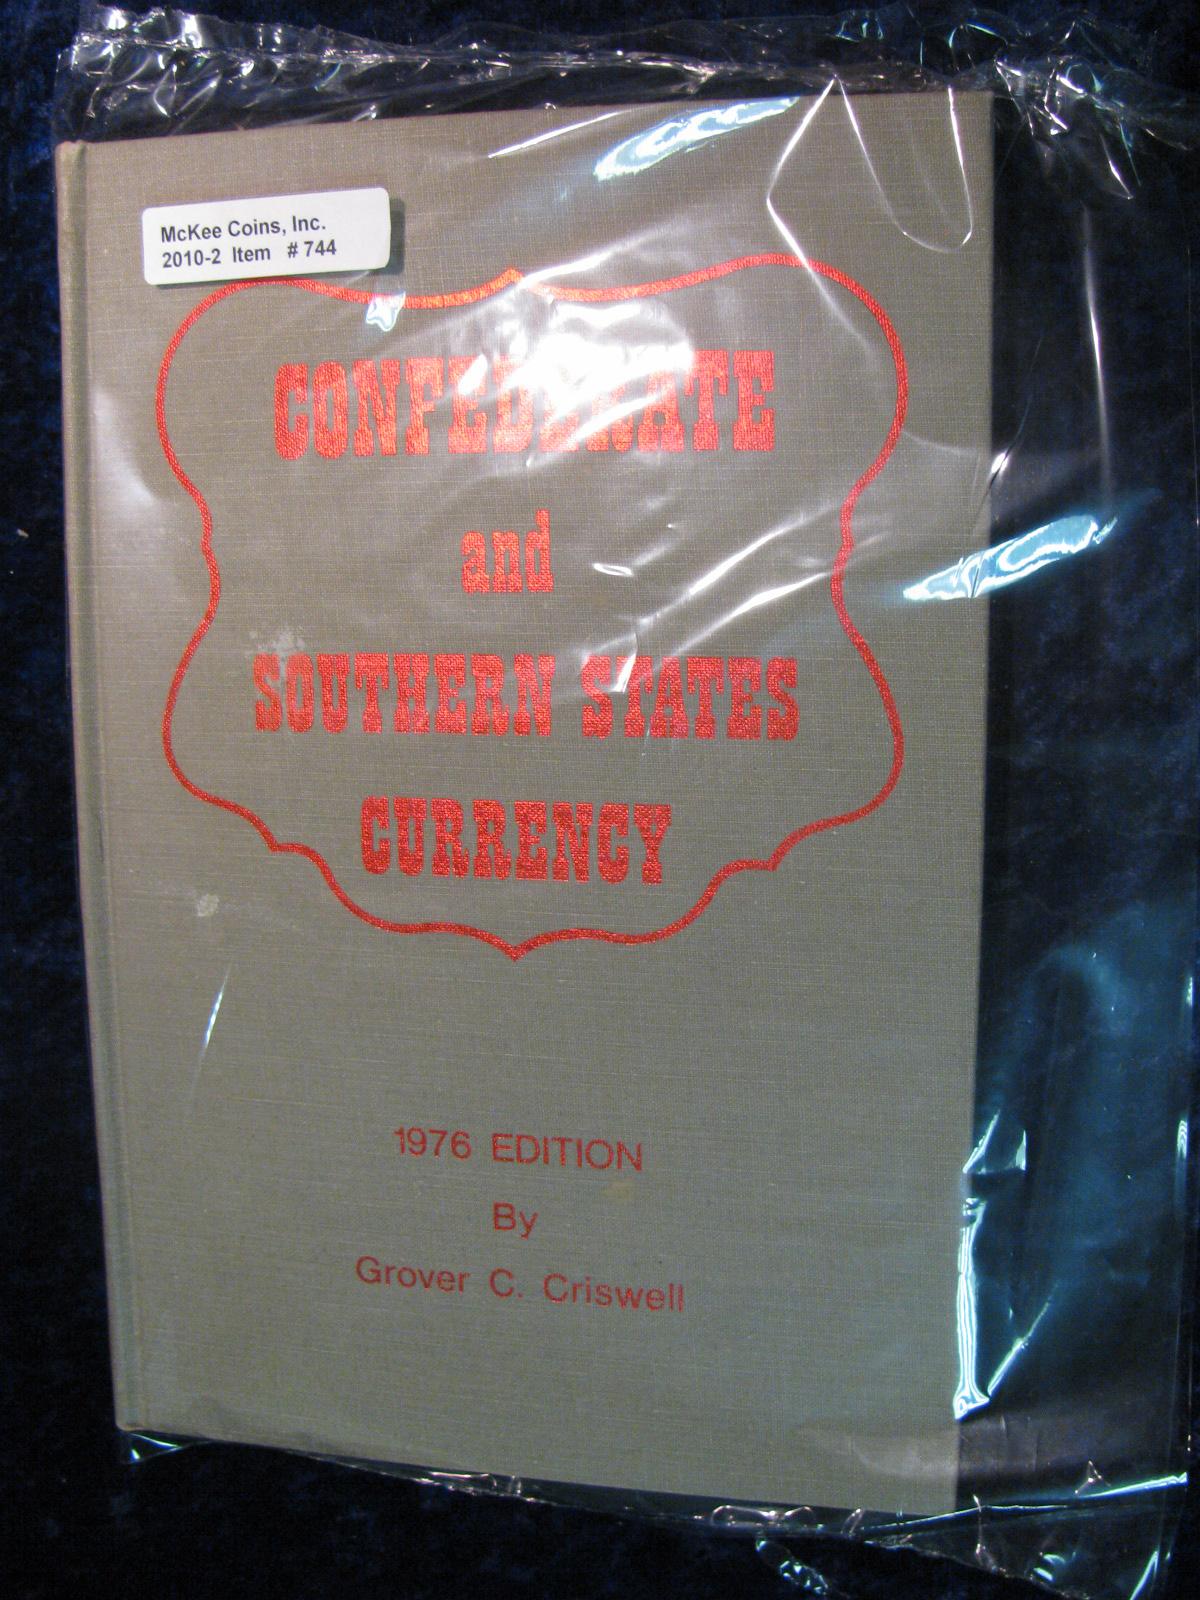 McKee Coins, Inc.
2010-2 Item # 744
CONFEDERATE
and
SOUTHERN STATES
CURRENCY
1976 EDITION
By
Grover C. Criswell